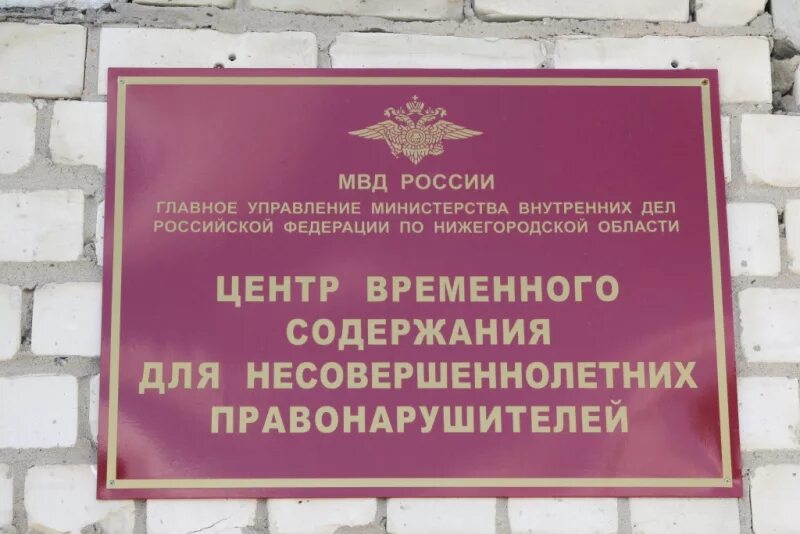 МВД РОССИИ
ГЛАВНОЕ УПРАВЛЕНИЕ МИНИСТЕРСТВА ВНУТРЕННИХ ДЕЛ
РОССИЙСКОЙ ФЕДЕРАЦИИ ПО НИЖЕГОРОДСКОЙ ОБЛАСТИ
ЦЕНТР ВРЕМЕННОГО
СОДЕРЖАНИЯ
ДЛЯ НЕСОВЕРШЕННОЛЕТНИХ
ПРАВОНАРУШИТЕЛЕЙ